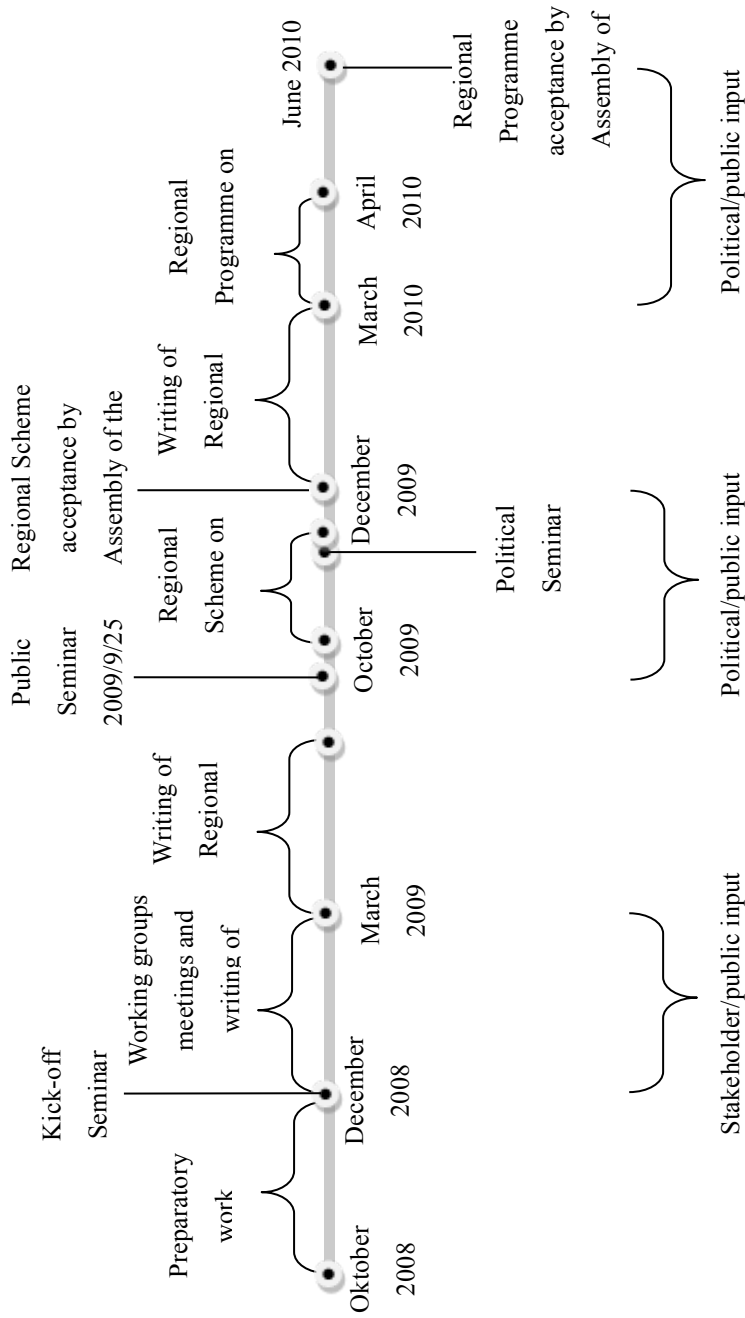 Kick-off
Seminar
Public
Seminar
2009/9/25
Regional Scheme
acceptance by
Assembly of the
Preparatory
work
Working groups
meetings and
writing of
Writing of
Regional
Regional
Scheme on
Writing of
Regional
Regional
Programme on
Oktober
2008
December
2008
March
2009
October
2009
December
2009
March
2010
April
2010
June 2010
Political
Seminar
Regional
Programme
acceptance by
Assembly of
Stakeholder/public input
Political/public input
Political/public input